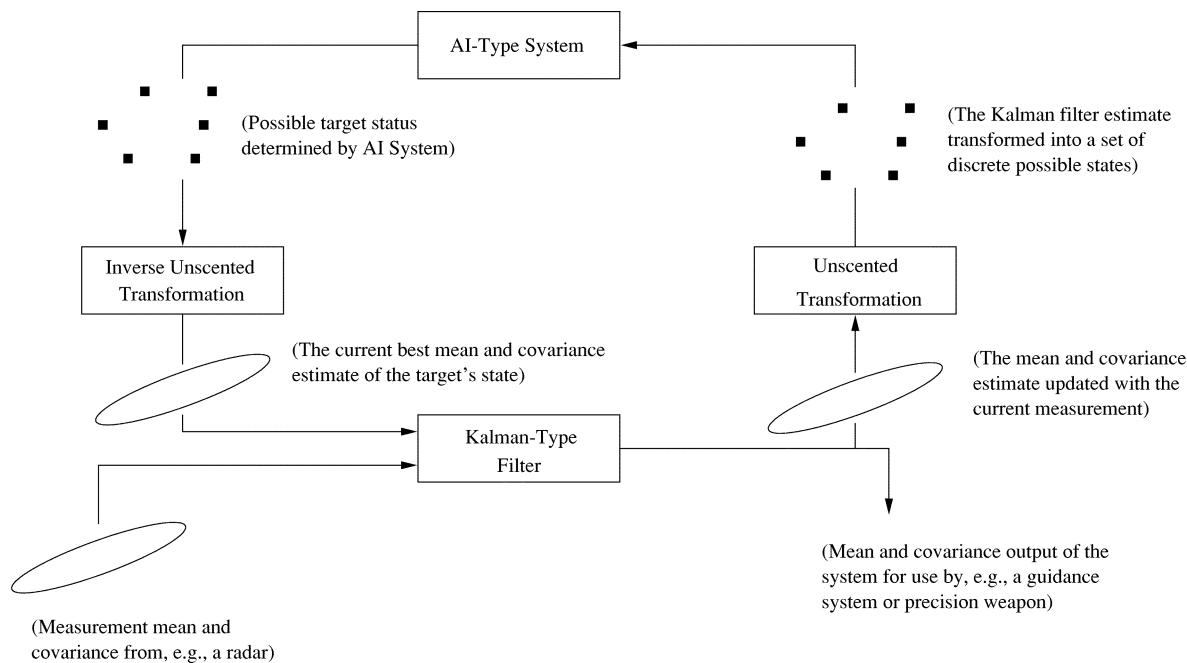 AI-Type System
(Possible target status
determined by AI System)
(The Kalman filter estimate
transformed into a set of
discrete possible states)
Inverse Unscented
Transformation
Unscented
Transformation
(The current best mean and covariance
estimate of the target's state)
(The mean and covariance
estimate updated with the
current measurement)
Kalman-Type
Filter
(Mean and covariance output of the
system for use by, e.g., a guidance
system or precision weapon)
(Measurement mean and
covariance from, e.g., a radar)